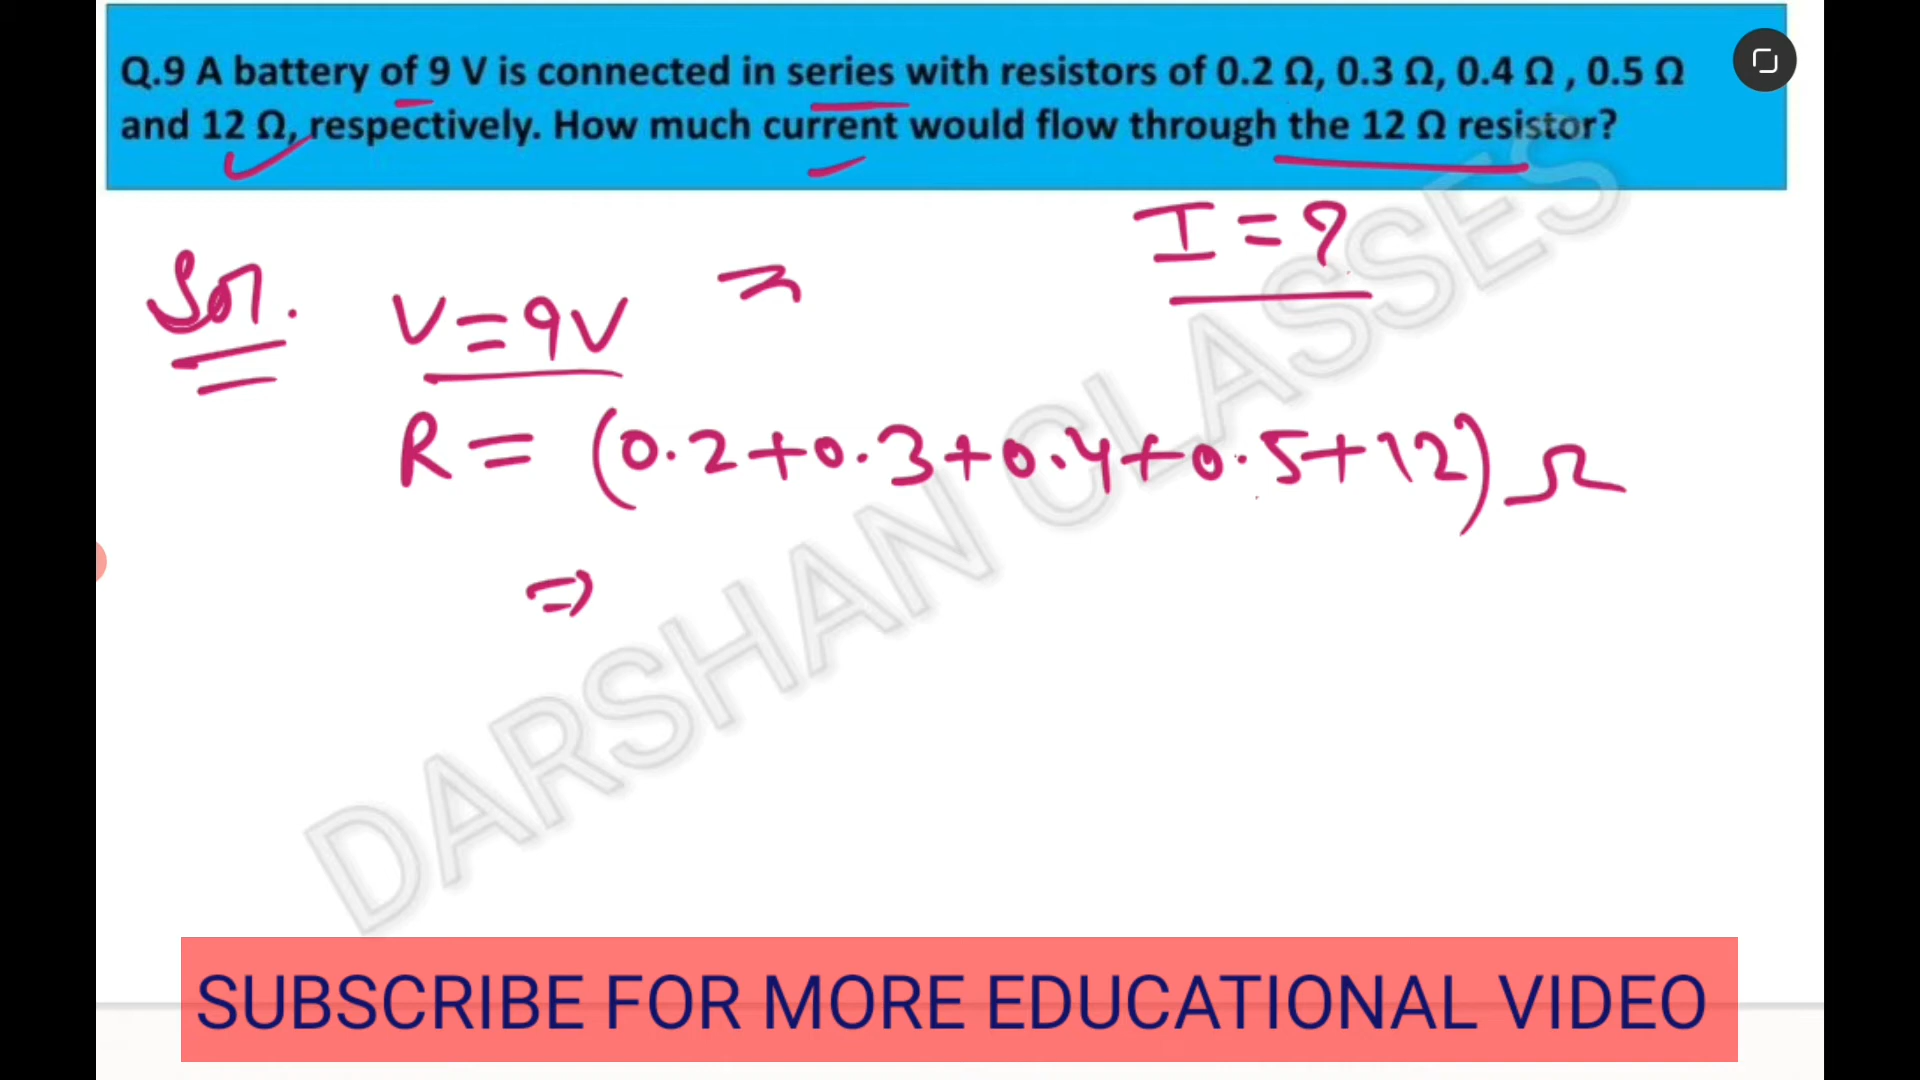 Q.9 A battery of 9 V is connected in series with resistors of 0.2 Ω, 0.3 Ω, 0.4 Ω , 0.5 Ω
and 12 Ω, respectively. How much current would flow through the 12 Ω resistor?
I = ?
Sol. V = 9V ⇒
R = (0.2+0.3+0.4+0.5+12) Ω
⇒
DARSHAN CLASSES
SUBSCRIBE FOR MORE EDUCATIONAL VIDEO